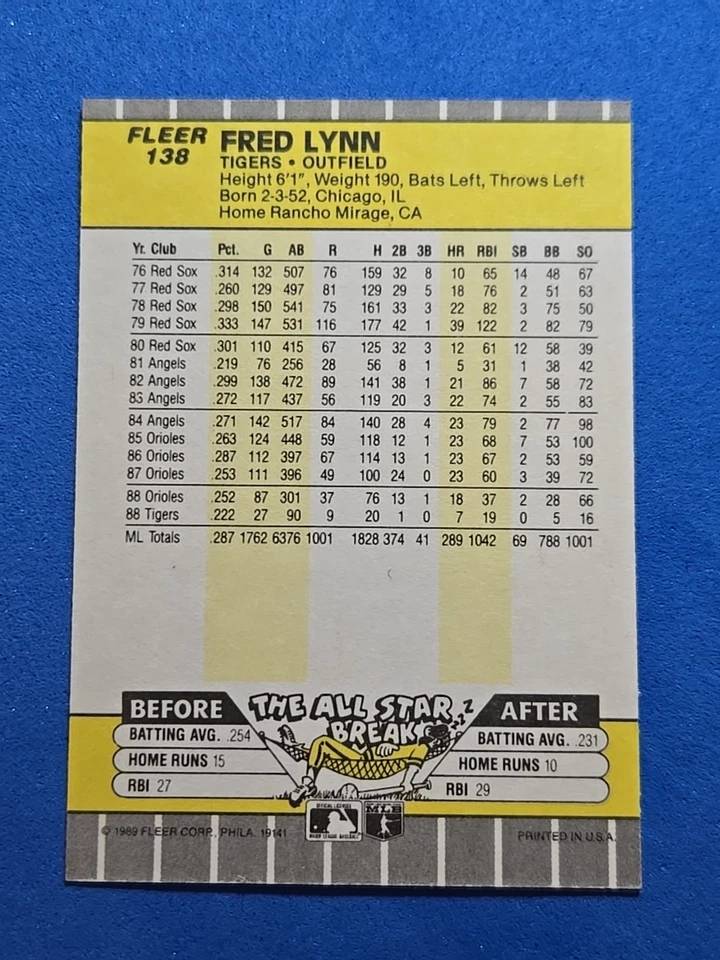 FLEER
138
FRED LYNN
TIGERS • OUTFIELD
Height 6'1", Weight 190, Bats Left, Throws Left
Born 2-3-52, Chicago, IL
Home Rancho Mirage, CA
Yr. Club Pct. G AB R H 2B 3B HR RBI SB BB SO
76 Red Sox .314 132 507 76 159 32 8 10 65 14 48 67
77 Red Sox .260 129 497 81 129 29 5 18 76 2 51 63
78 Red Sox .298 150 541 75 161 33 3 22 82 3 75 50
79 Red Sox .333 147 531 116 177 42 1 39 122 2 82 79
80 Red Sox .301 110 415 67 125 32 3 12 61 12 58 39
81 Angels .219 76 256 28 56 8 1 5 31 1 38 42
82 Angels .299 138 472 89 141 38 1 21 86 7 58 72
83 Angels .272 117 437 56 119 20 3 22 74 2 55 83
84 Angels .271 142 517 84 140 28 4 23 79 2 77 98
85 Orioles .263 124 448 59 118 12 1 23 68 7 53 100
86 Orioles .287 112 397 67 114 13 1 23 67 2 53 59
87 Orioles .253 111 396 49 100 24 0 23 60 3 39 72
88 Orioles .252 87 301 37 76 13 1 18 37 2 28 66
88 Tigers .222 27 90 9 20 1 0 7 19 0 5 16
ML Totals .287 1762 6376 1001 1828 374 41 289 1042 69 788 1001
THE ALL STAR
BREAK
ZZZ
BEFORE
BATTING AVG. .254
HOME RUNS 15
RBI 27
AFTER
BATTING AVG. .231
HOME RUNS 10
RBI 29
OFFICIAL LICENSEE
MAJOR LEAGUE BASEBALL
MLB
© 1989 FLEER CORP., PHILA. 19141
PRINTED IN U.S.A.